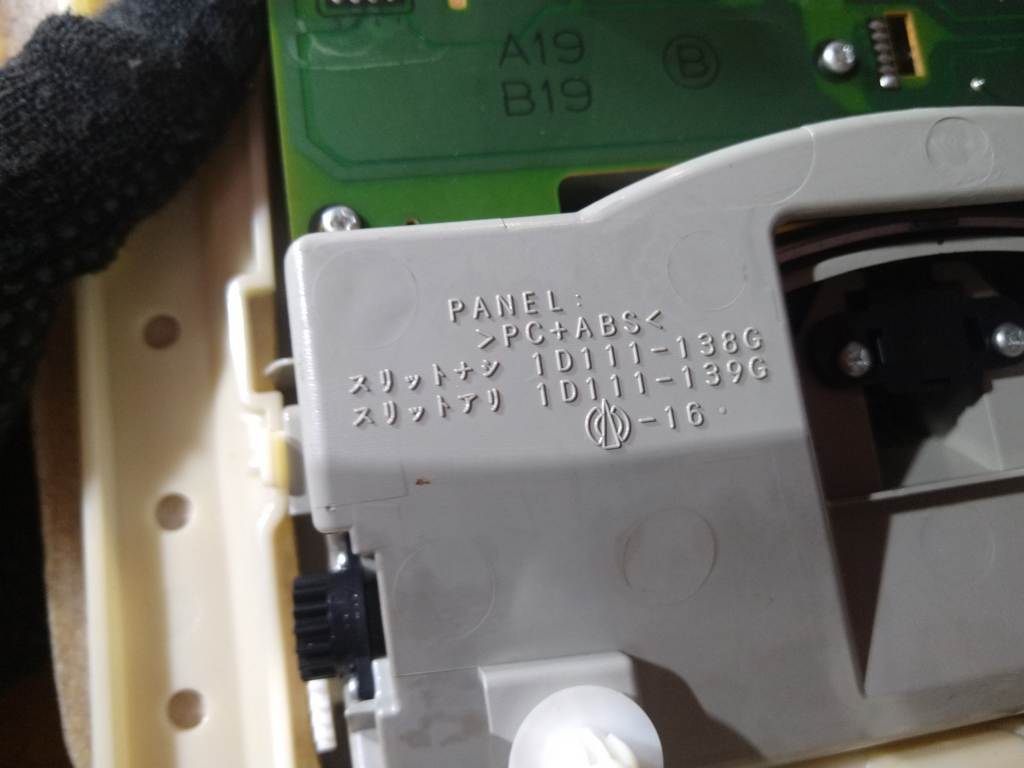 A19
B19
B
PANEL:
>PC+ABS<
スリットナシ 1D111-138G
スリットアリ 1D111-139G
-16